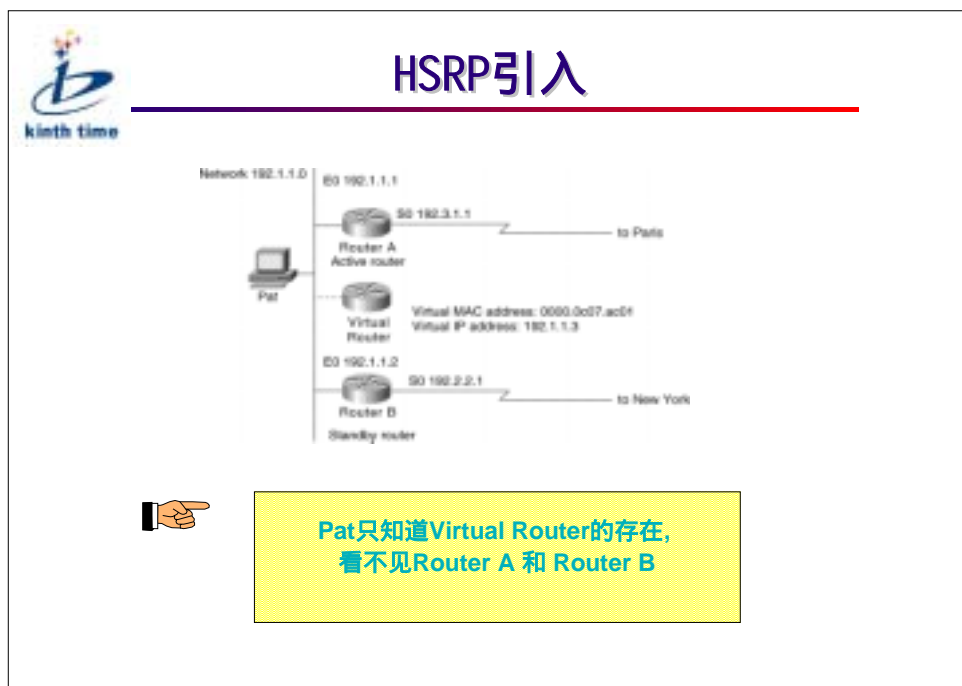 HSRP引入
kinth time
Network 192.1.1.0
E0 192.1.1.1
S0 192.3.1.1
to Paris
Router A
Active router
Pat
Virtual
Router
Virtual MAC address: 0000.0c07.ac01
Virtual IP address: 192.1.1.3
E0 192.1.1.2
S0 192.2.2.1
to New York
Router B
Standby router
Pat只知道Virtual Router的存在,
看不见Router A 和 Router B